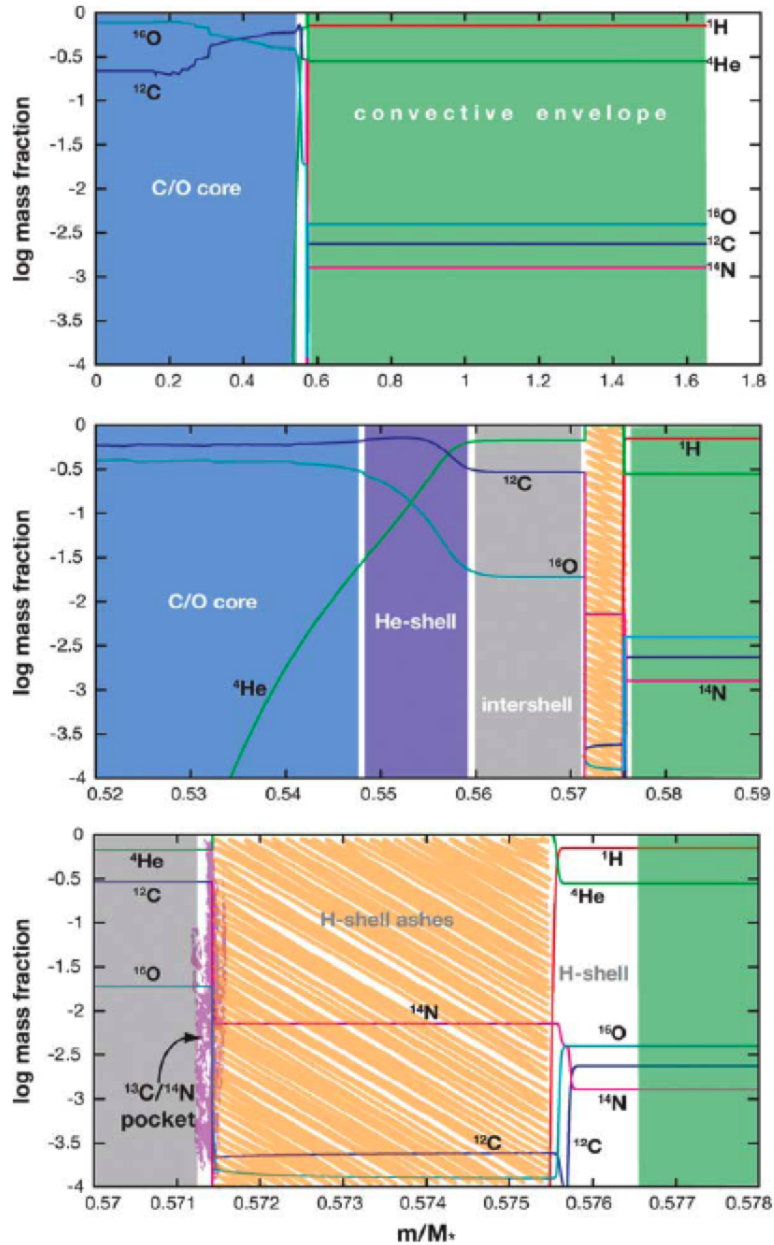 log mass fraction
-0
-0.5
-1
-1.5
-2
-2.5
-3
-3.5
-4
¹⁶O
¹²C
C/O core
convective envelope
¹H
⁴He
¹⁶O
¹²C
¹⁴N
0 0.2 0.4 0.6 0.8 1 1.2 1.4 1.6 1.8
log mass fraction
-0
-0.5
-1
-1.5
-2
-2.5
-3
-3.5
-4
¹²C
¹H
¹⁶O
C/O core
He-shell
⁴He
intershell
¹⁴N
0.52 0.53 0.54 0.55 0.56 0.57 0.58 0.59
log mass fraction
0
-0.5
-1
-1.5
-2
-2.5
-3
-3.5
-4
⁴He
¹²C
¹⁶O
¹³C/¹⁴N
pocket
H-shell ashes
¹⁴N
¹²C
¹H
⁴He
H-shell
¹⁶O
¹⁴N
¹²C
0.57 0.571 0.572 0.573 0.574 0.575 0.576 0.577 0.578
m/M*